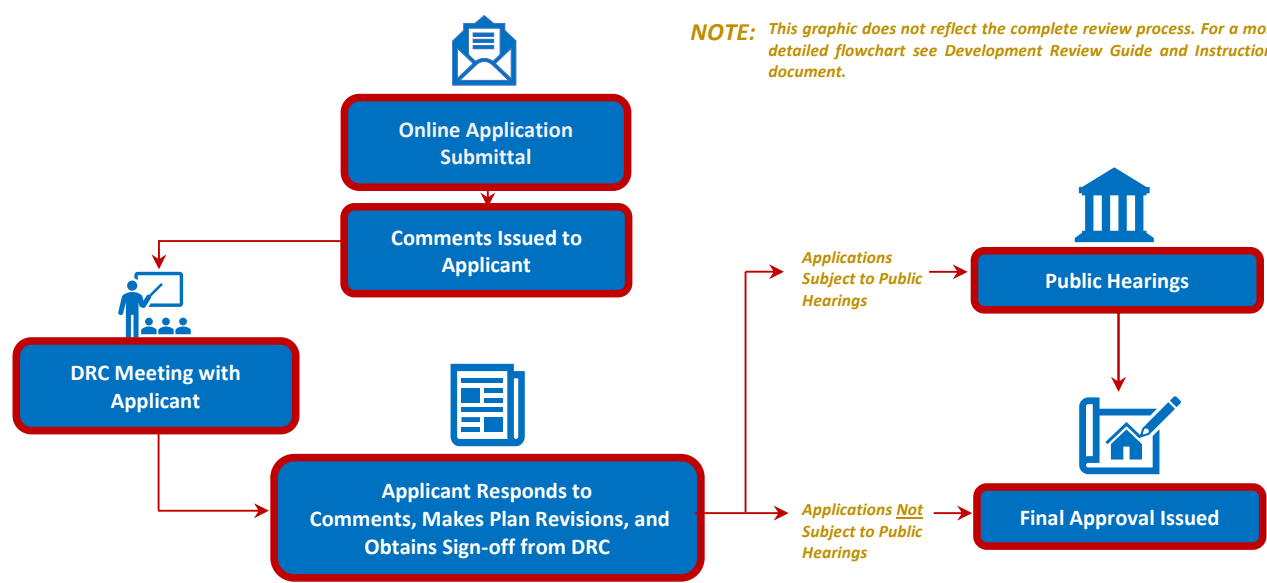 NOTE: This graphic does not reflect the complete review process. For a mo
detailed flowchart see Development Review Guide and Instruction
document.
Online Application
Submittal
Comments Issued to
Applicant
DRC Meeting with
Applicant
Applicant Responds to
Comments, Makes Plan Revisions, and
Obtains Sign-off from DRC
Applications
Subject to Public
Hearings
Public Hearings
Applications Not
Subject to Public
Hearings
Final Approval Issued